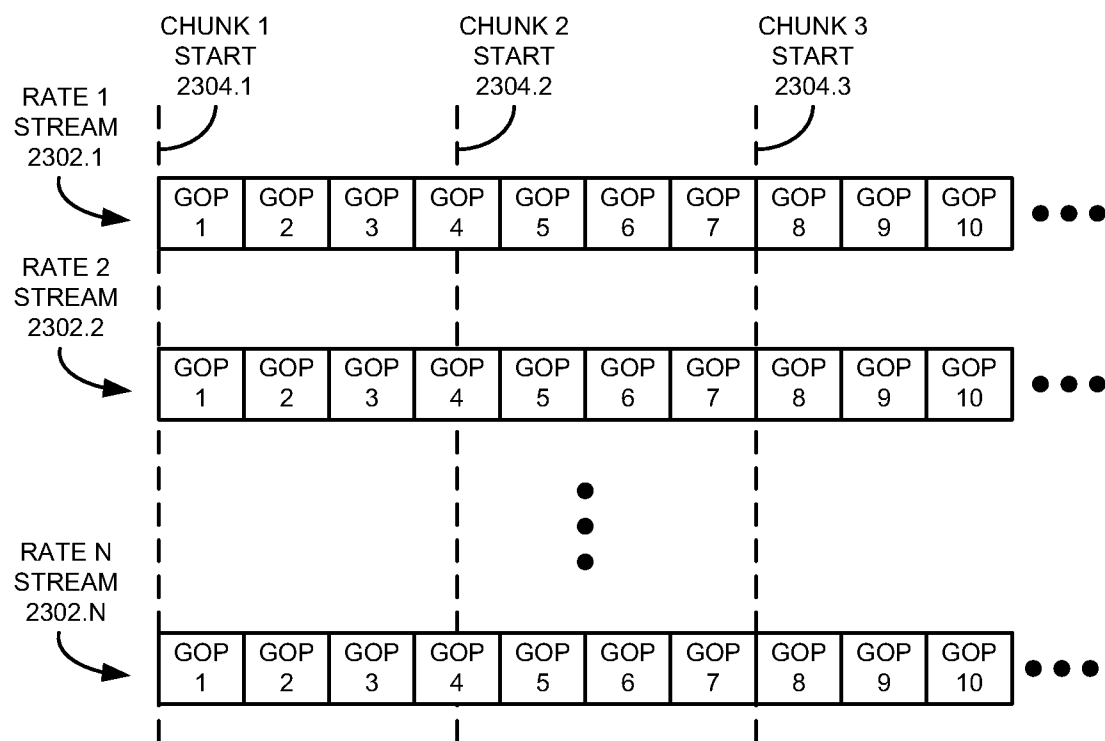 CHUNK 1
START
2304.1
CHUNK 2
START
2304.2
CHUNK 3
START
2304.3
RATE 1
STREAM
2302.1
GOP
1
GOP
2
GOP
3
GOP
4
GOP
5
GOP
6
GOP
7
GOP
8
GOP
9
GOP
10
RATE 2
STREAM
2302.2
GOP
1
GOP
2
GOP
3
GOP
4
GOP
5
GOP
6
GOP
7
GOP
8
GOP
9
GOP
10
RATE N
STREAM
2302.N
GOP
1
GOP
2
GOP
3
GOP
4
GOP
5
GOP
6
GOP
7
GOP
8
GOP
9
GOP
10